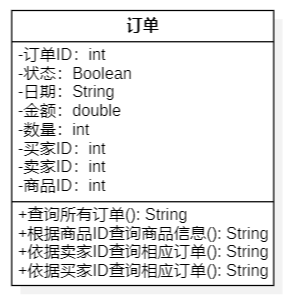 订单
-订单ID：int
-状态：Boolean
-日期：String
-金额：double
-数量：int
-买家ID：int
-卖家ID：int
-商品ID：int
+查询所有订单(): String
+根据商品ID查询商品信息(): String
+依据卖家ID查询相应订单(): String
+依据买家ID查询相应订单(): String